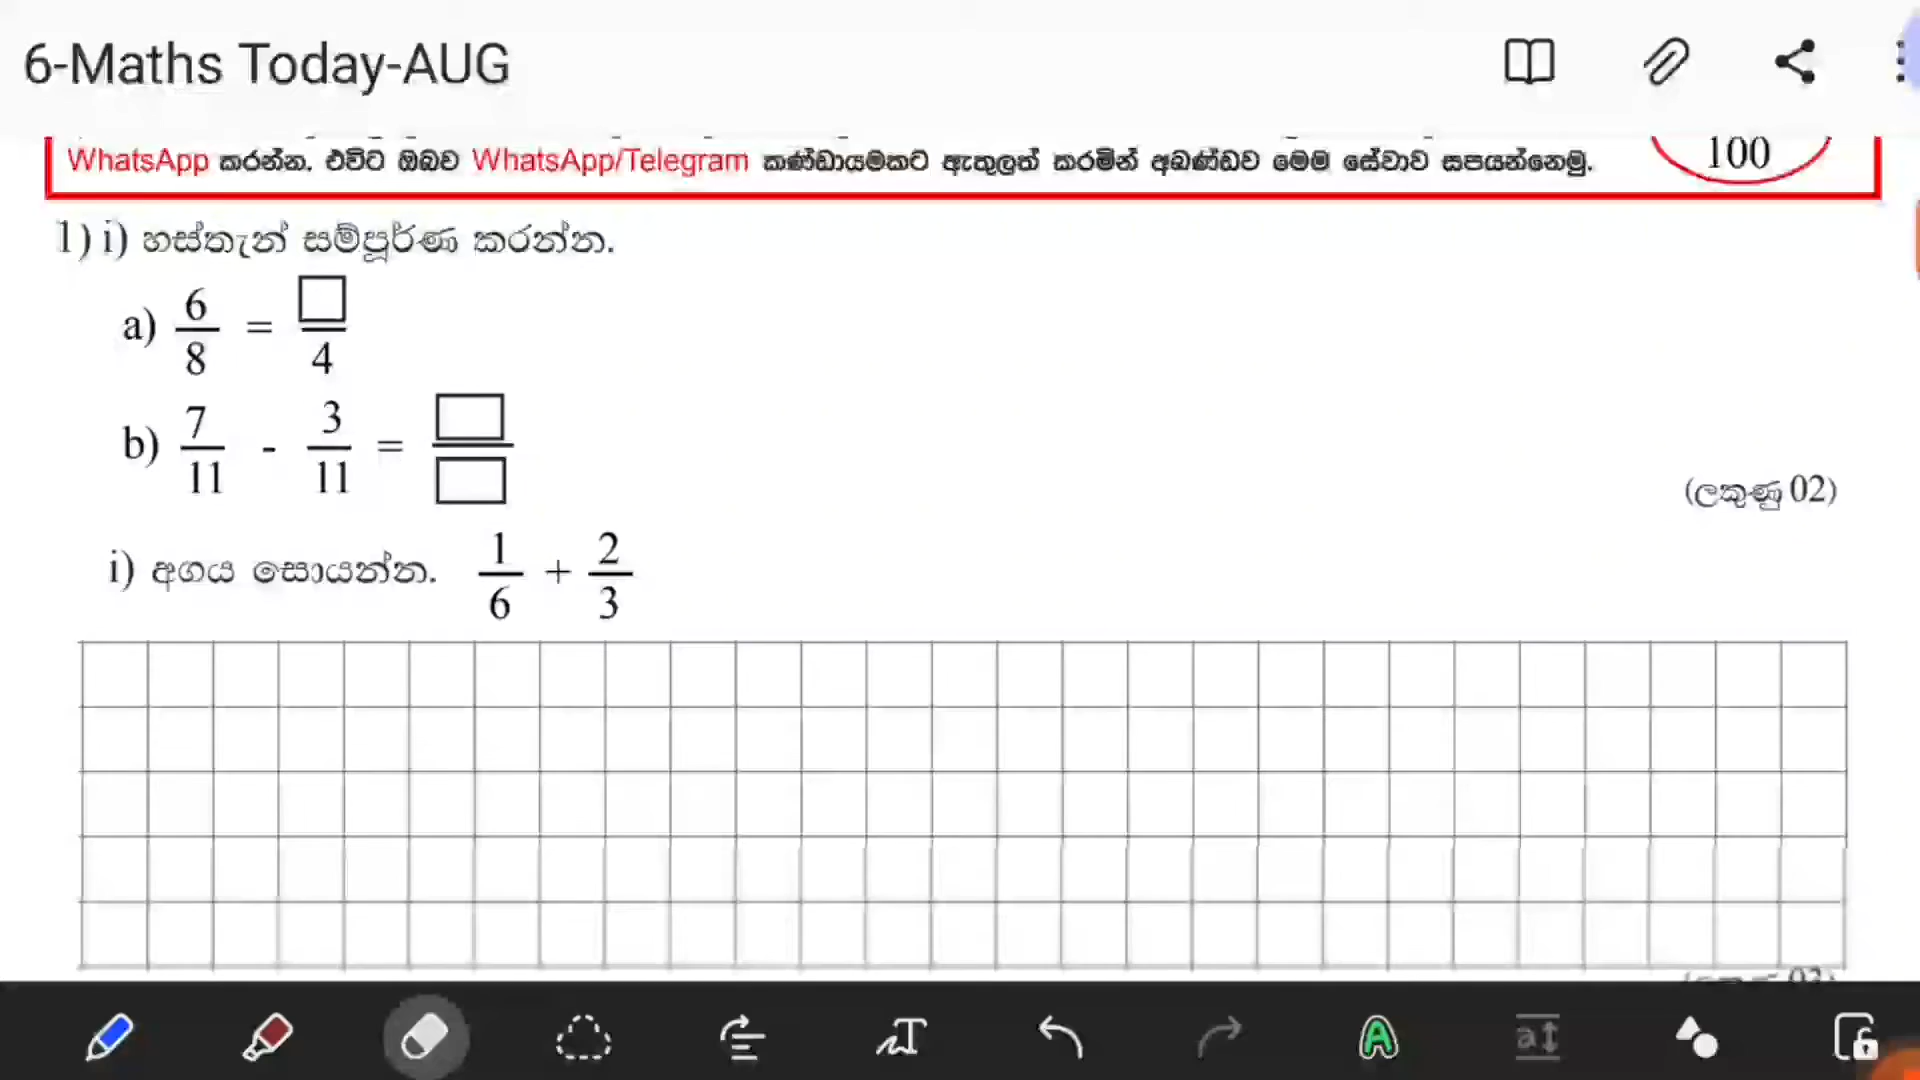 6-Maths Today-AUG
WhatsApp කරන්න. එවිට ඔබව WhatsApp/Telegram කණ්ඩායමකට ඇතුලත් කරමින් අඛණ්ඩව මෙම සේවාව සපයන්නෙමු.
100
1) i) හස්තැන් සම්පූර්ණ කරන්න.
a) 6/8 = □/4
b) 7/11 - 3/11 = □/□
(ලකුණු 02)
i) අගය සොයන්න. 1/6 + 2/3